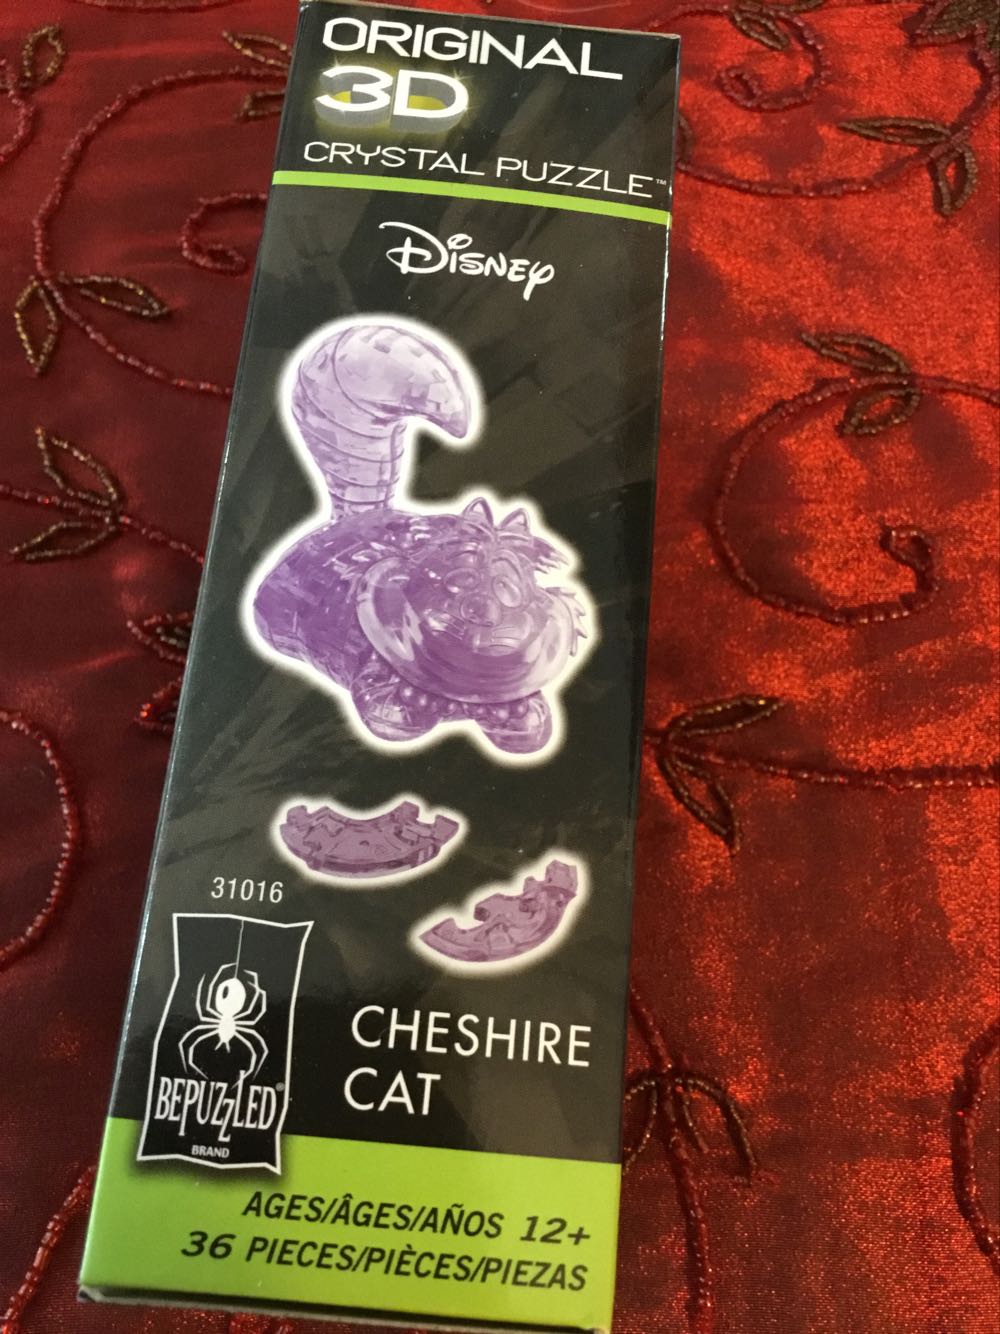 ORIGINAL
3D
CRYSTAL PUZZLE™
Disney
31016
BEPUZZLED®
BRAND
CHESHIRE
CAT
AGES/ÂGES/AÑOS 12+
36 PIECES/PIÈCES/PIEZAS